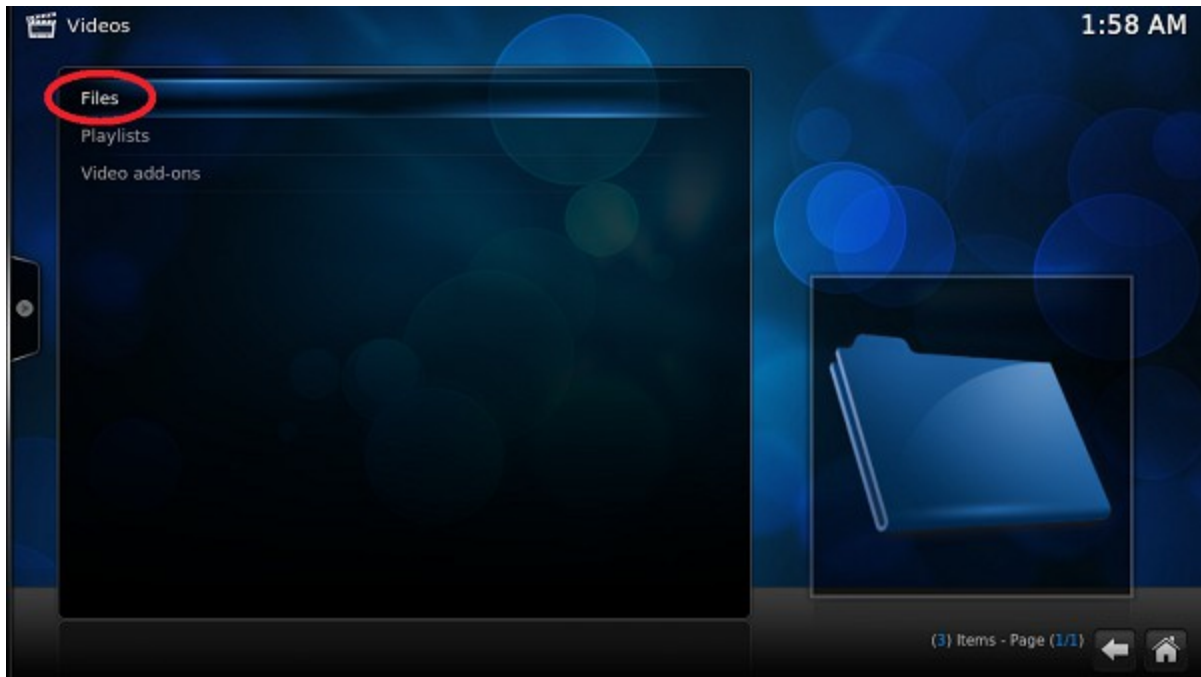 Videos
1:58 AM
Files
Playlists
Video add-ons
(3) Items - Page (1/1)